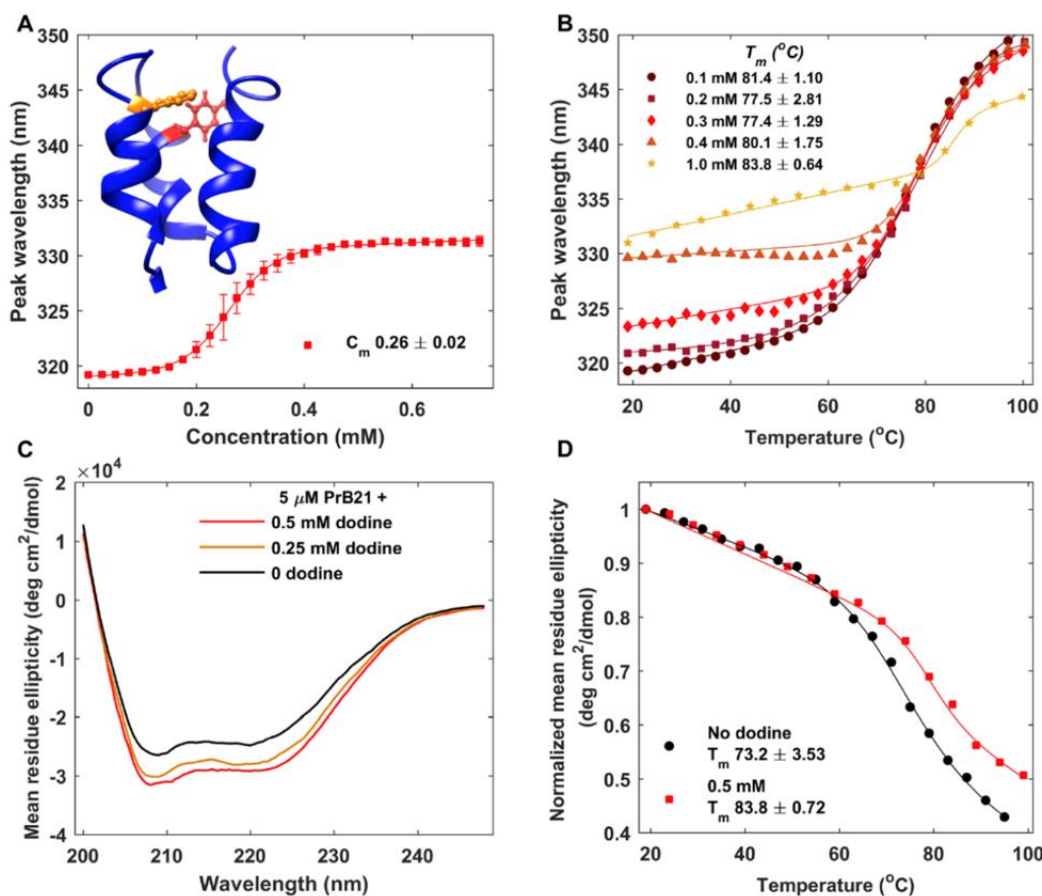 A
Peak wavelength (nm)
350
345
340
335
330
325
320
C_m 0.26 ± 0.02
0 0.2 0.4 0.6
Concentration (mM)
B
Peak wavelength (nm)
350
345
340
335
330
325
320
T_m (°C)
0.1 mM 81.4 ± 1.10
0.2 mM 77.5 ± 2.81
0.3 mM 77.4 ± 1.29
0.4 mM 80.1 ± 1.75
1.0 mM 83.8 ± 0.64
20 40 60 80 100
Temperature (°C)
C
× 10⁴
Mean residue ellipticity (deg cm²/dmol)
2
1
0
-1
-2
-3
-4
5 μM PrB21 +
0.5 mM dodine
0.25 mM dodine
0 dodine
200 210 220 230 240
Wavelength (nm)
D
Normalized mean residue ellipticity
(deg cm²/dmol)
1
0.9
0.8
0.7
0.6
0.5
0.4
No dodine
T_m 73.2 ± 3.53
0.5 mM
T_m 83.8 ± 0.72
20 40 60 80 100
Temperature (°C)